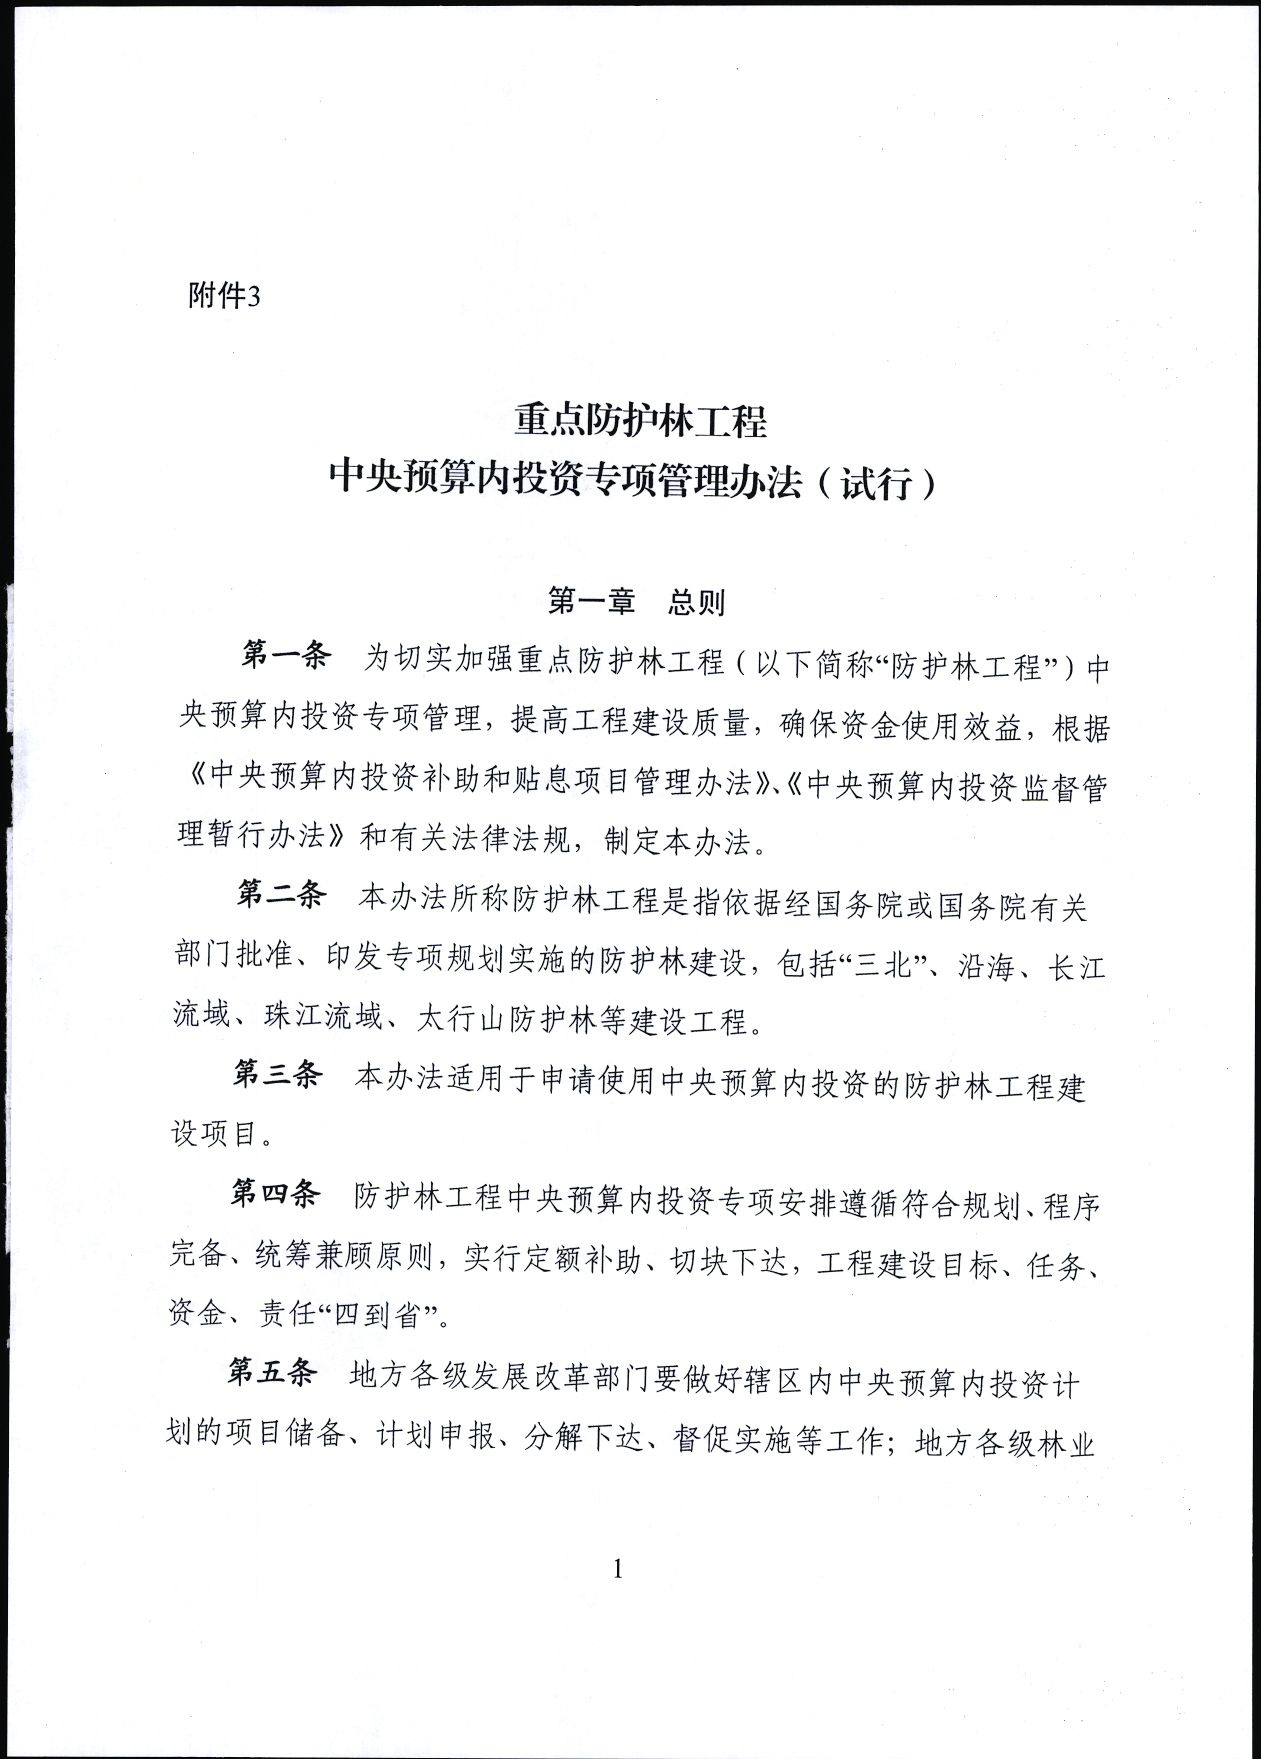 附件3
重点防护林工程
中央预算内投资专项管理办法（试行）
第一章 总则
第一条 为切实加强重点防护林工程（以下简称“防护林工程”）中
央预算内投资专项管理，提高工程建设质量，确保资金使用效益，根据
《中央预算内投资补助和贴息项目管理办法》、《中央预算内投资监督管
理暂行办法》和有关法律法规，制定本办法。
第二条 本办法所称防护林工程是指依据经国务院或国务院有关
部门批准、印发专项规划实施的防护林建设，包括“三北”、沿海、长江
流域、珠江流域、太行山防护林等建设工程。
第三条 本办法适用于申请使用中央预算内投资的防护林工程建
设项目。
第四条 防护林工程中央预算内投资专项安排遵循符合规划、程序
完备、统筹兼顾原则，实行定额补助、切块下达，工程建设目标、任务、
资金、责任“四到省”。
第五条 地方各级发展改革部门要做好辖区内中央预算内投资计
划的项目储备、计划申报、分解下达、督促实施等工作；地方各级林业
1